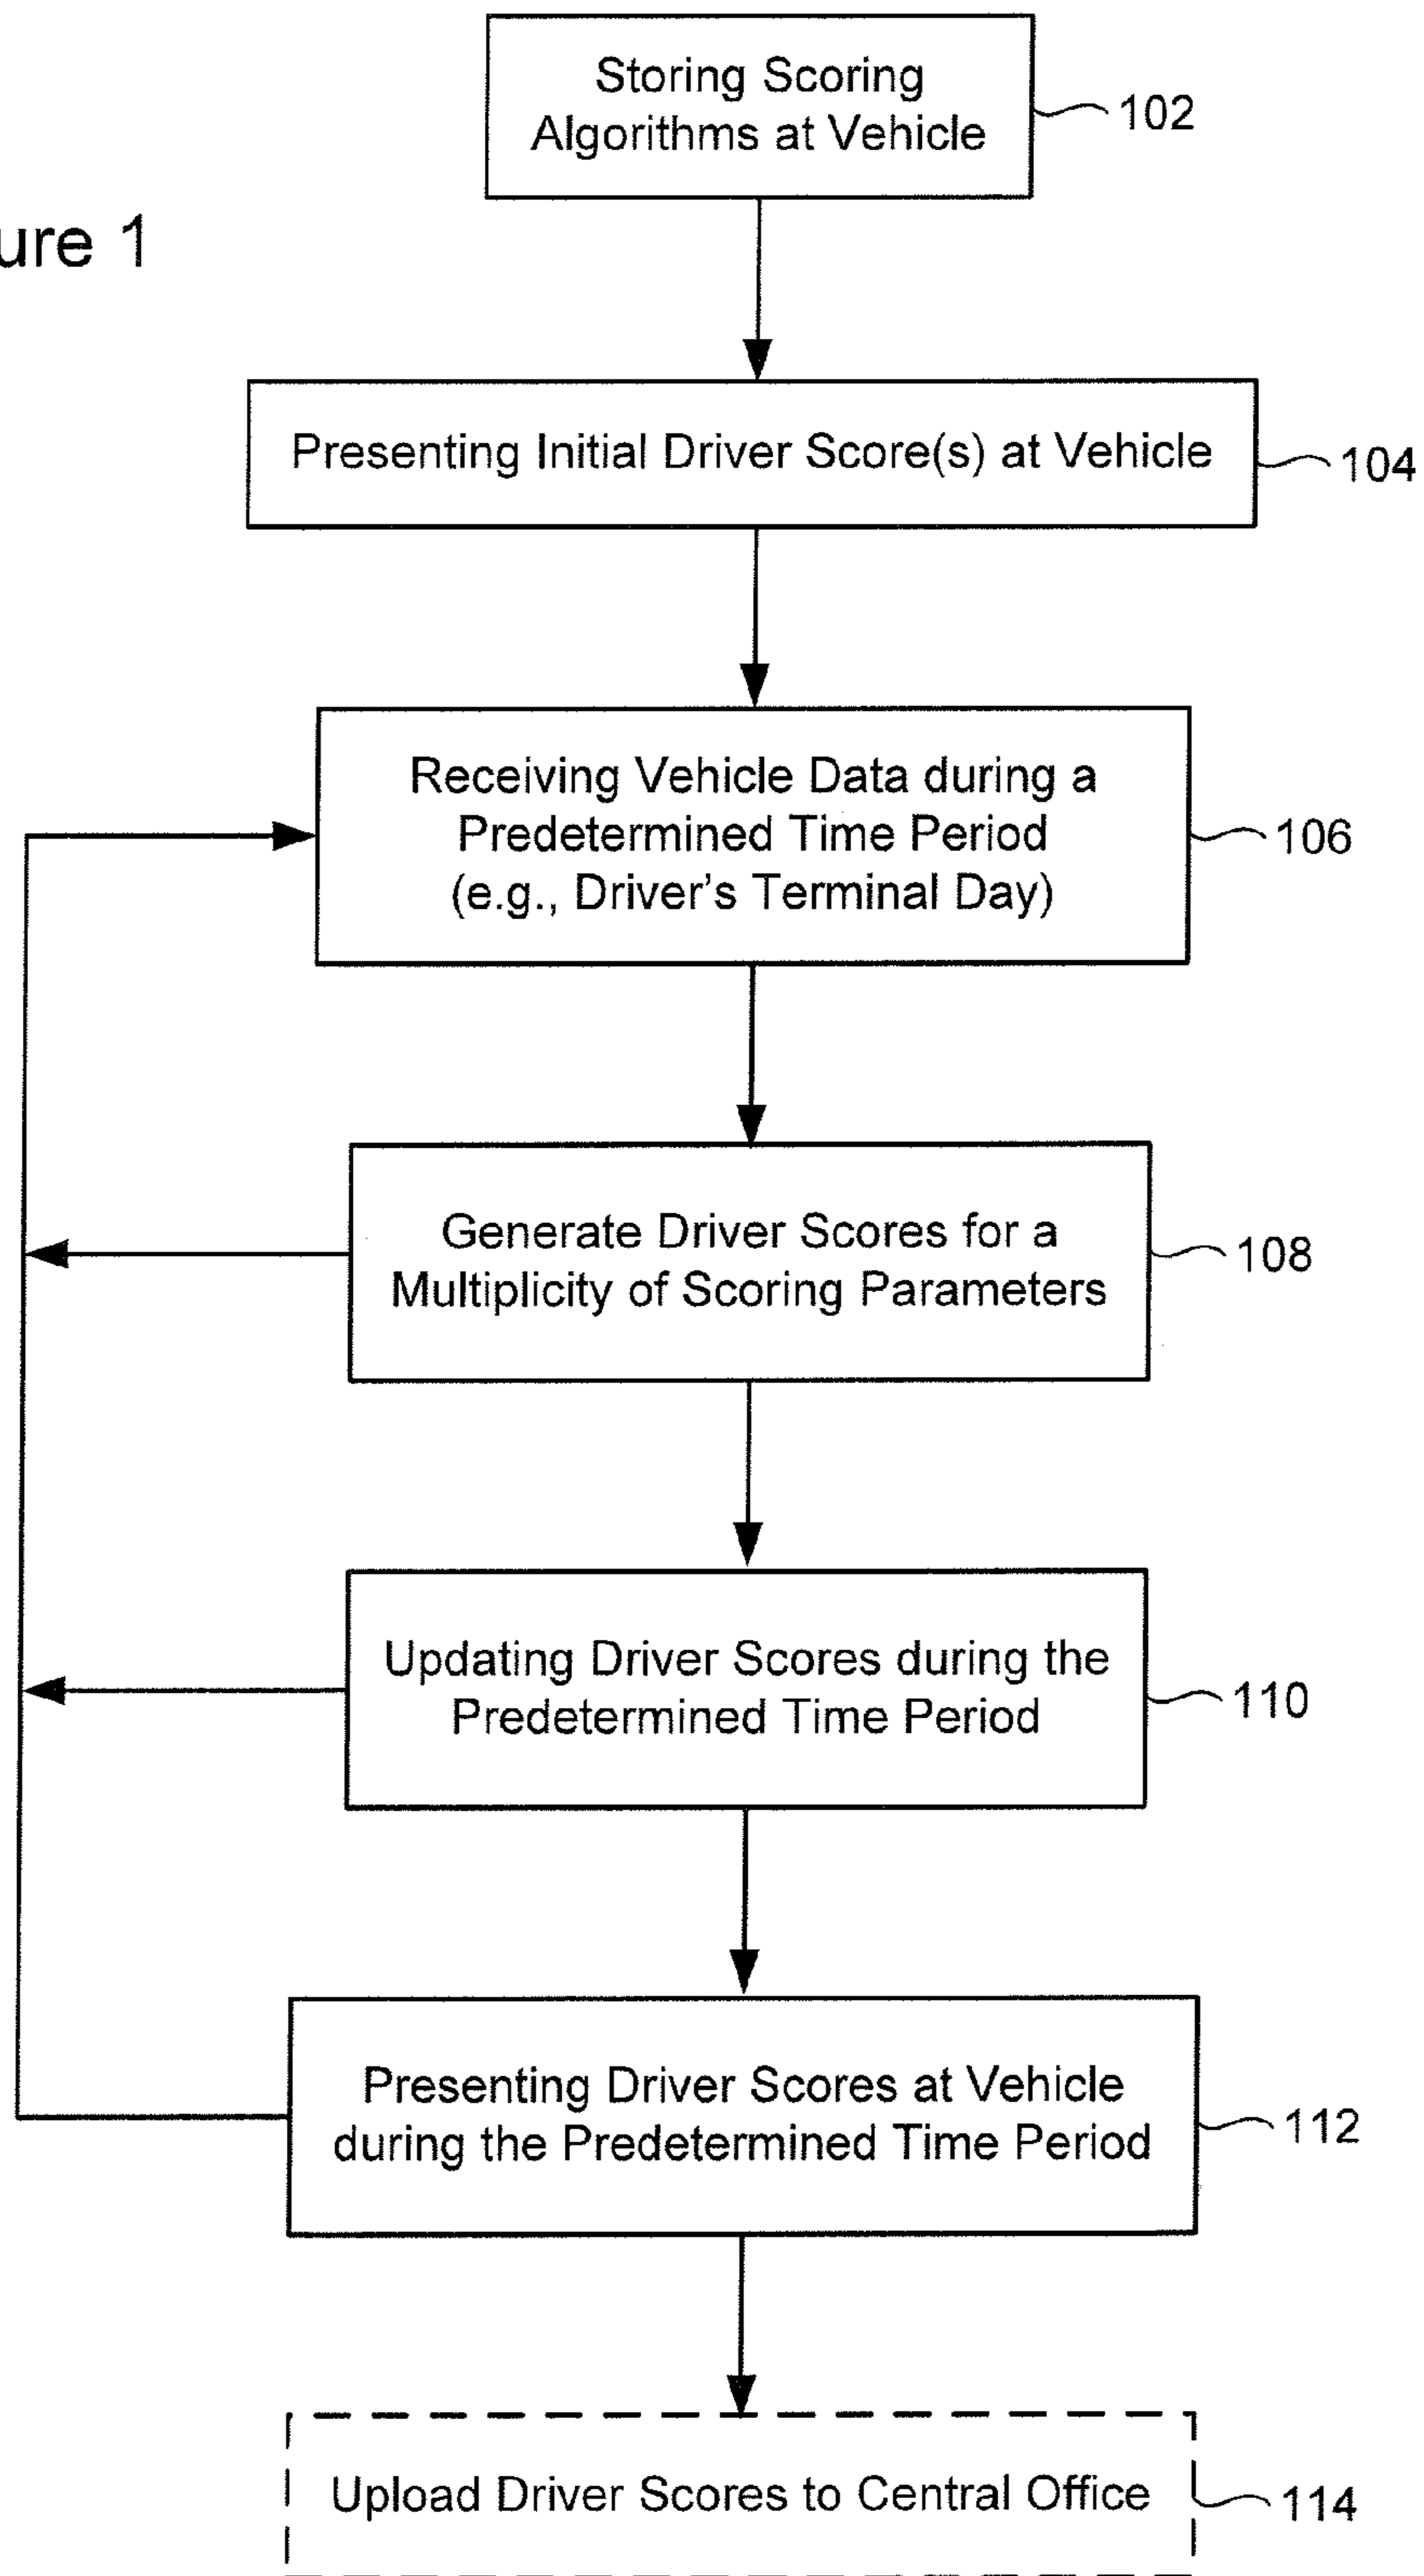 Storing Scoring
Algorithms at Vehicle
102
ure 1
Presenting Initial Driver Score(s) at Vehicle
104
Receiving Vehicle Data during a
Predetermined Time Period
(e.g., Driver's Terminal Day)
106
Generate Driver Scores for a
Multiplicity of Scoring Parameters
108
Updating Driver Scores during the
Predetermined Time Period
110
Presenting Driver Scores at Vehicle
during the Predetermined Time Period
112
Upload Driver Scores to Central Office
114